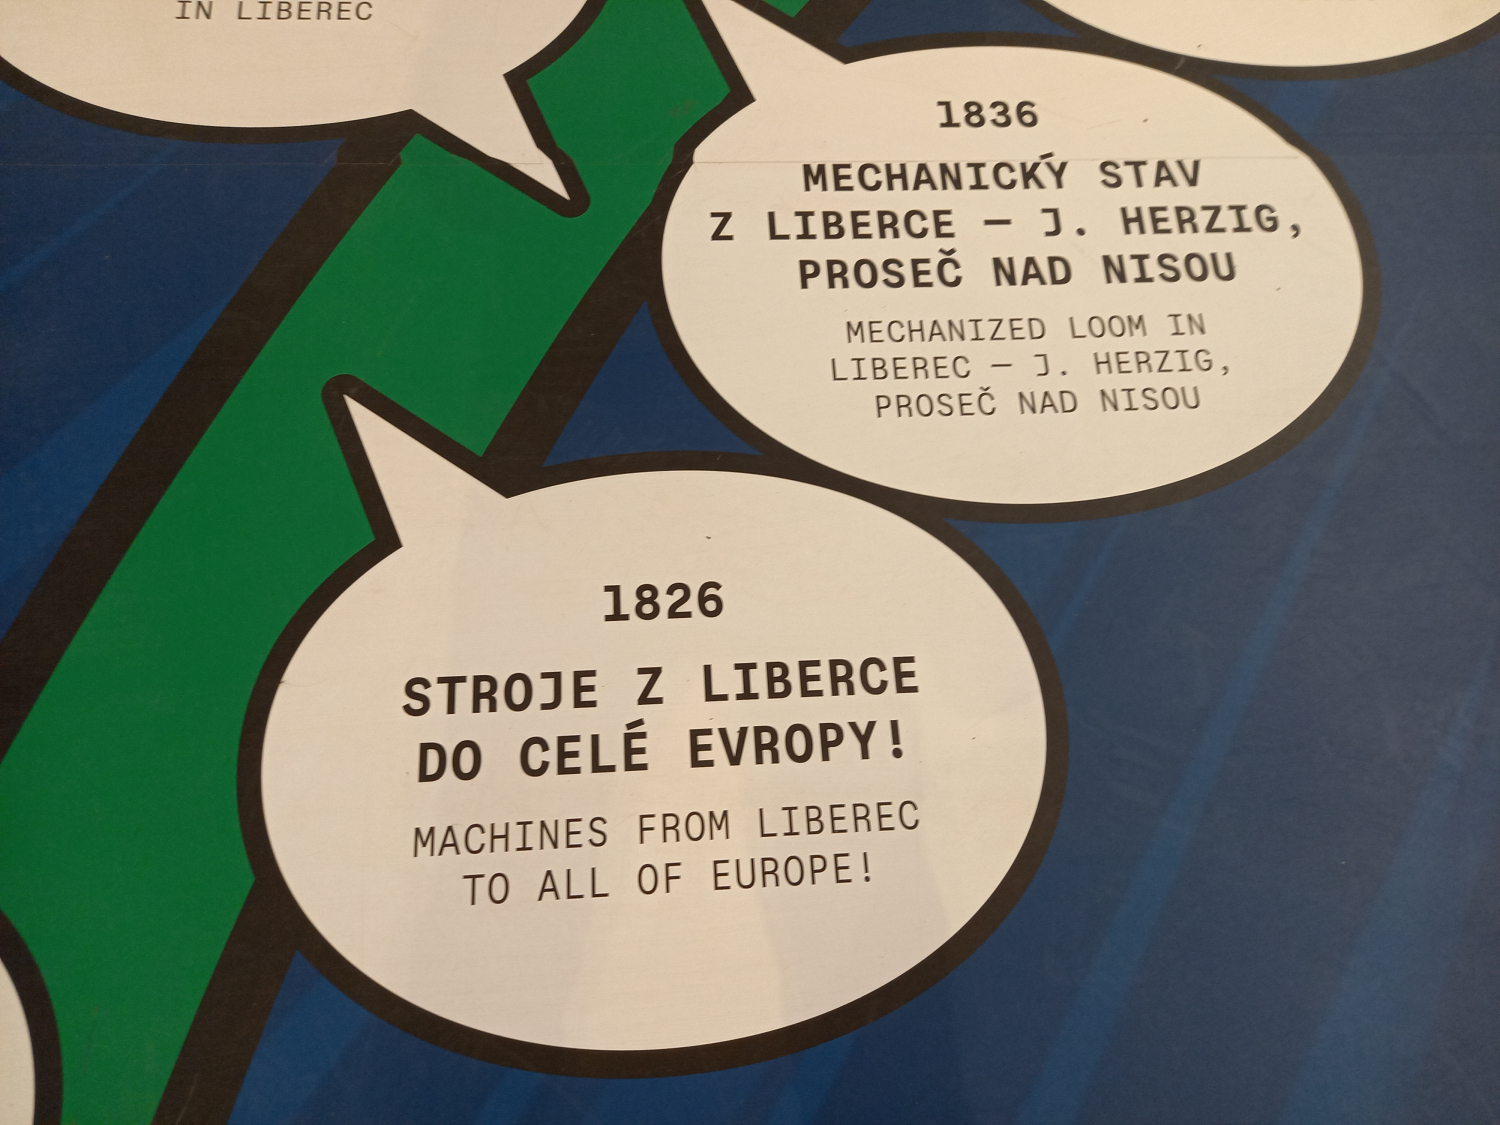 IN LIBEREC
1836
MECHANICKÝ STAV
Z LIBERCE — J. HERZIG,
PROSEČ NAD NISOU
MECHANIZED LOOM IN
LIBEREC — J. HERZIG,
PROSEČ NAD NISOU
1826
STROJE Z LIBERCE
DO CELÉ EVROPY!
MACHINES FROM LIBEREC
TO ALL OF EUROPE!